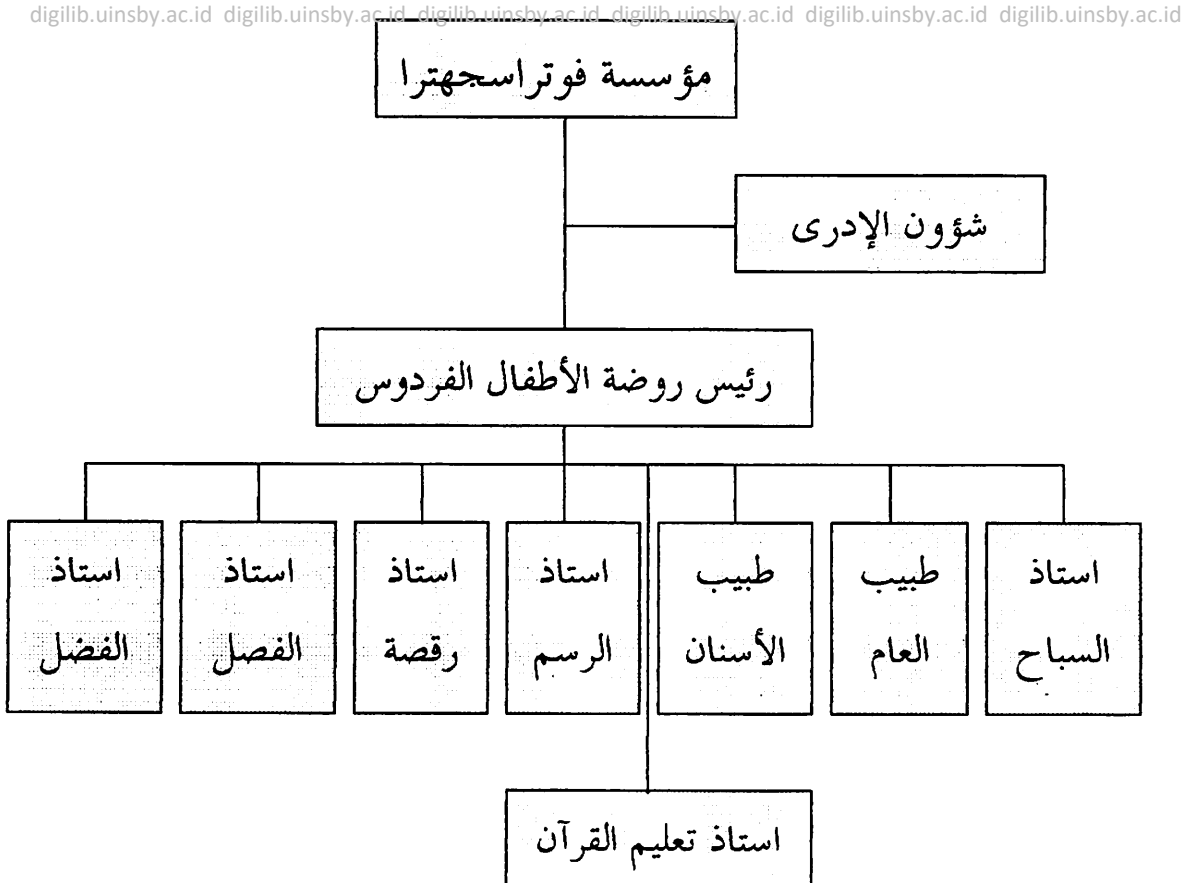 digilib.uinsby.ac.id digilib.uinsby.ac.id digilib.uinsby.ac.id digilib.uinsby.ac.id digilib.uinsby.ac.id digilib.uinsby.ac.id
مؤسسة فوتراسجهترا
شؤون الإدرى
رئيس روضة الأطفال الفردوس
استاذ
السباح
طبيب
العام
طبيب
الأسنان
استاذ
الرسم
استاذ
رقصة
استاذ
الفصل
استاذ
الفضل
استاذ تعليم القرآن